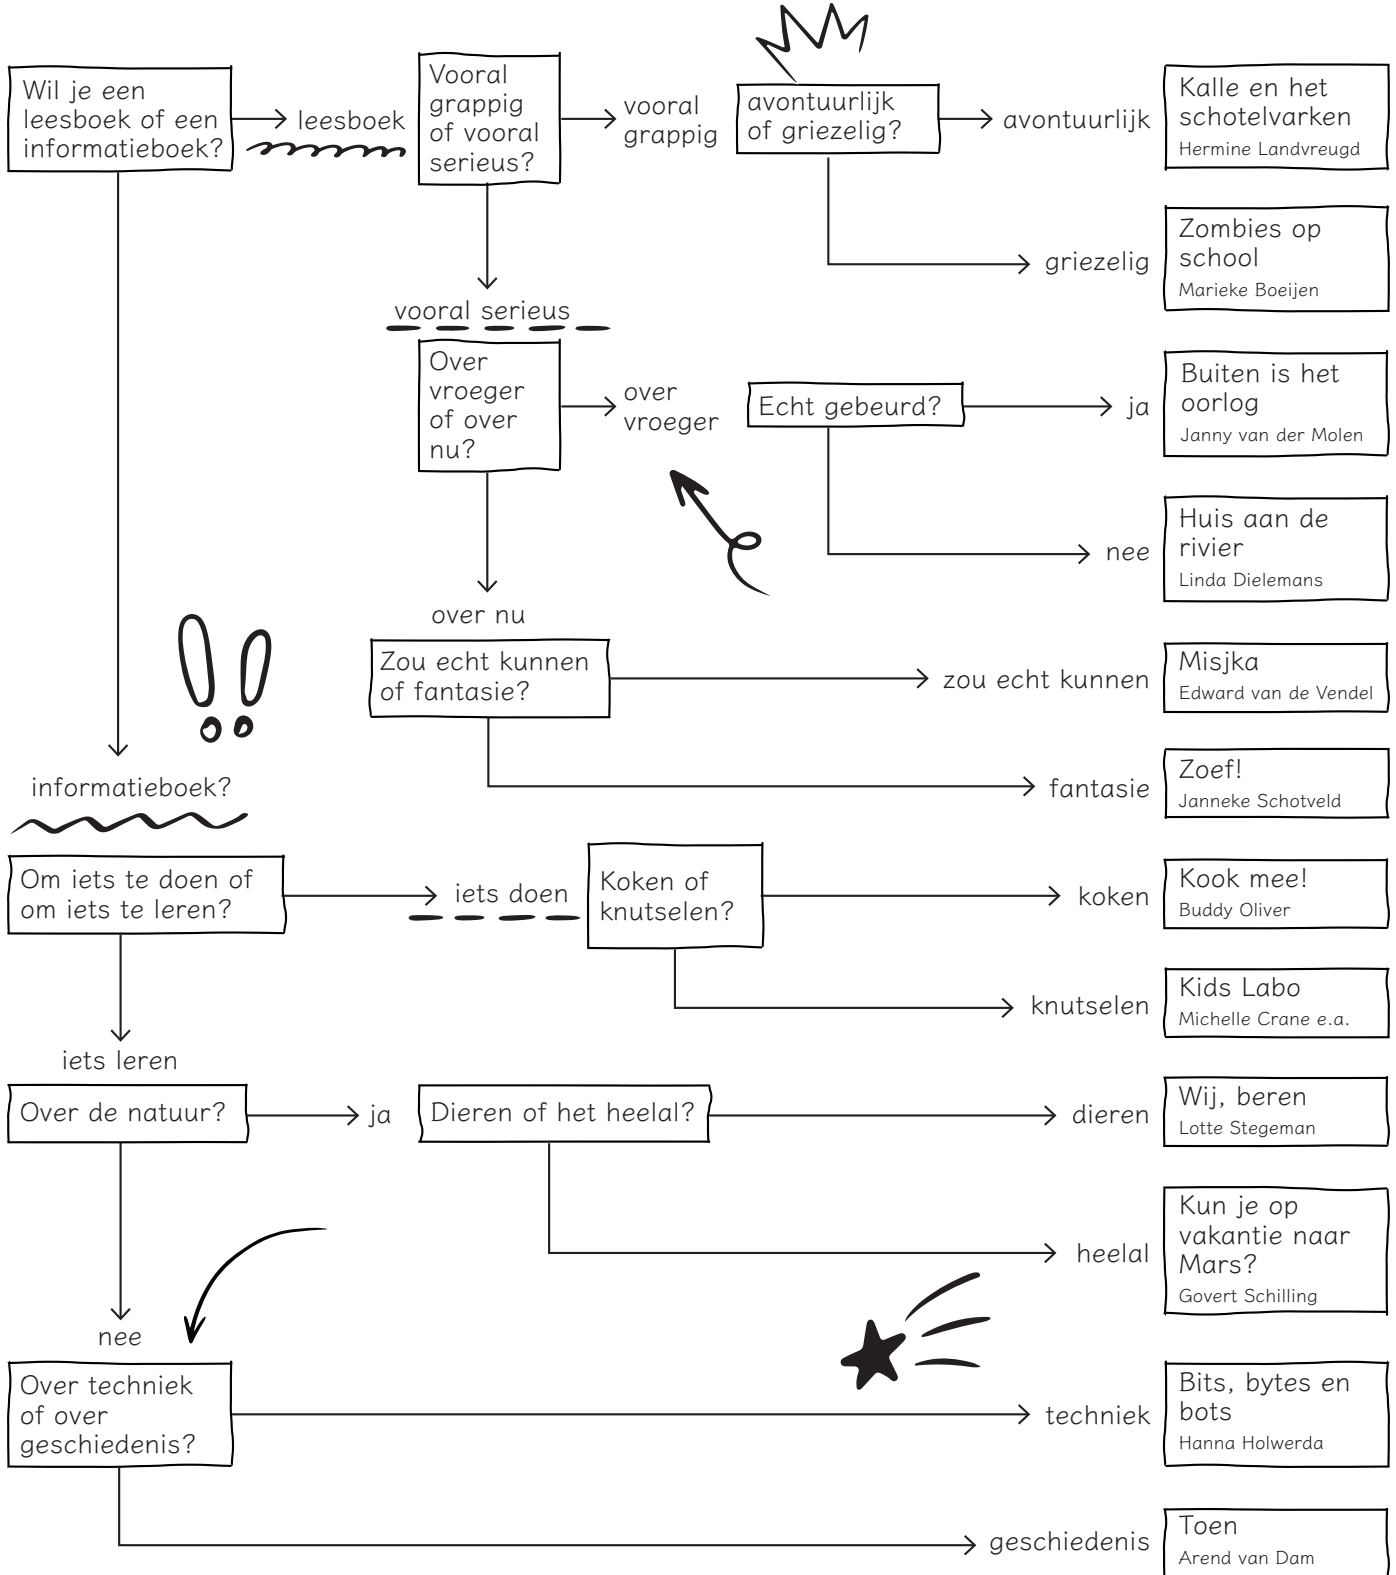 Wil je een
leesboek of een
informatieboek?
leesboek
Vooral
grappig
of vooral
serieus?
vooral
grappig
avontuurlijk
of griezelig?
avontuurlijk
Kalle en het
schotelvarken
Hermine Landvreugd
griezelig
Zombies op
school
Marieke Boeijen
vooral serieus
Over
vroeger
of over
nu?
over
vroeger
Echt gebeurd?
ja
Buiten is het
oorlog
Janny van der Molen
nee
Huis aan de
rivier
Linda Dielemans
over nu
Zou echt kunnen
of fantasie?
zou echt kunnen
Misjka
Edward van de Vendel
fantasie
Zoef!
Janneke Schotveld
informatieboek?
Om iets te doen of
om iets te leren?
iets doen
Koken of
knutselen?
koken
Kook mee!
Buddy Oliver
knutselen
Kids Labo
Michelle Crane e.a.
iets leren
Over de natuur?
ja
Dieren of het heelal?
dieren
Wij, beren
Lotte Stegeman
heelal
Kun je op
vakantie naar
Mars?
Govert Schilling
nee
Over techniek
of over
geschiedenis?
techniek
Bits, bytes en
bots
Hanna Holwerda
geschiedenis
Toen
Arend van Dam